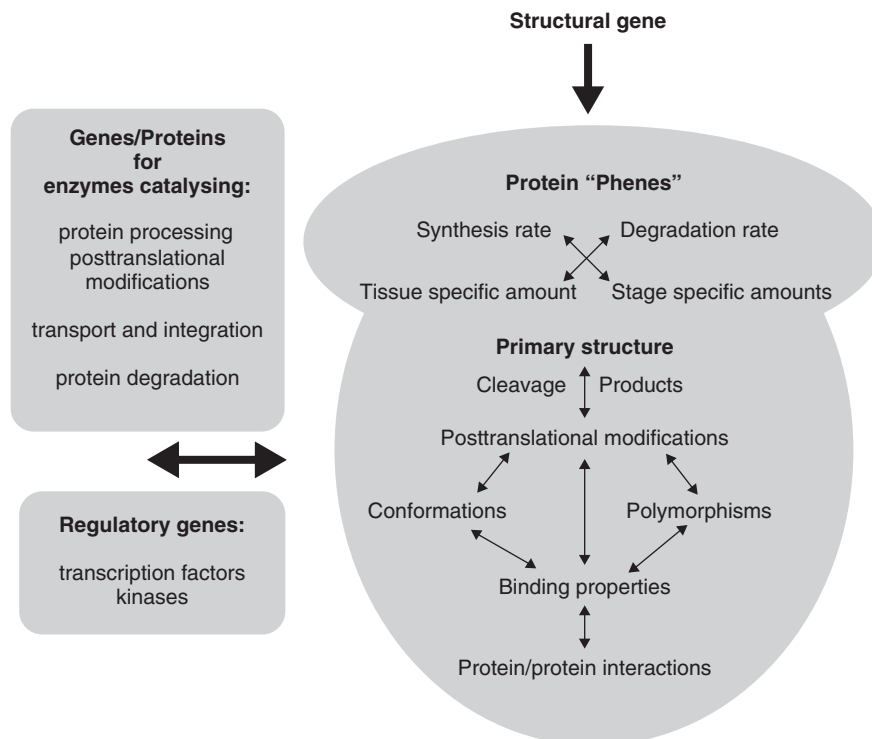 Structural gene
Genes/Proteins
for
enzymes catalysing:
protein processing
posttranslational
modifications
transport and integration
protein degradation
Regulatory genes:
transcription factors
kinases
Protein “Phenes”
Synthesis rate Degradation rate
Tissue specific amount Stage specific amounts
Primary structure
Cleavage Products
Posttranslational modifications
Conformations Polymorphisms
Binding properties
Protein/protein interactions